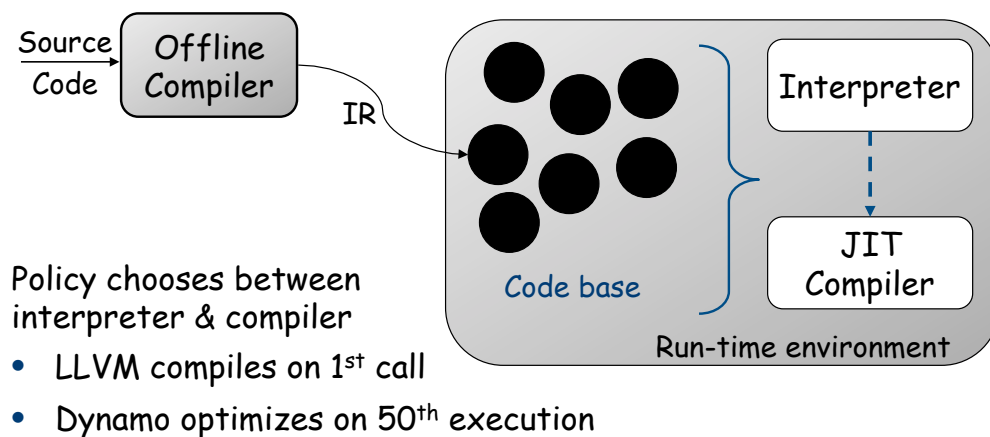 Source
Code
Offline
Compiler
IR
Interpreter
JIT
Compiler
Code base
Run-time environment
Policy chooses between
interpreter & compiler
• LLVM compiles on 1st call
• Dynamo optimizes on 50th execution